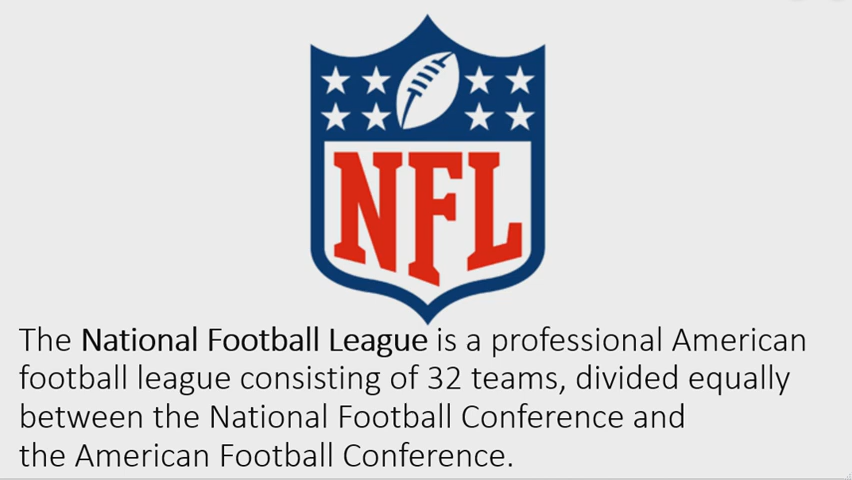 NFL
The National Football League is a professional American
football league consisting of 32 teams, divided equally
between the National Football Conference and
the American Football Conference.